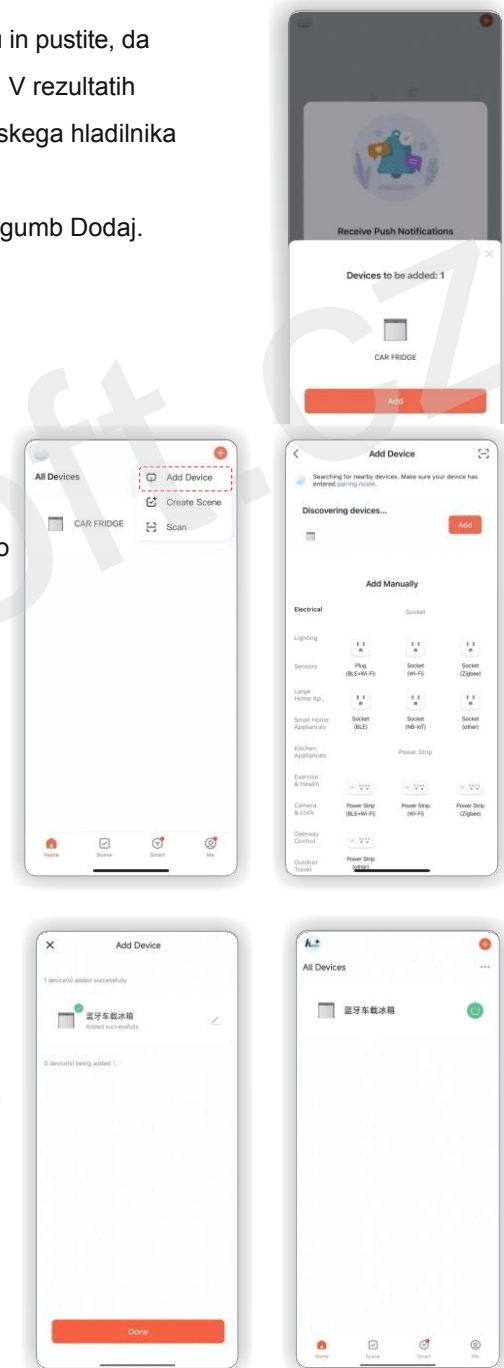 in pustite, da
V rezultatih
skega hladilnika
gumb Dodaj.
Receive Push Notifications
Devices to be added: 1
CAR FRIDGE
Add
All Devices
Add Device
Create Scene
Scan
CAR FRIDGE
Home
Scene
Smart
Me
Add Device
Searching for nearby devices. Make sure your device has
entered pairing mode.
Discovering devices...
Add
Add Manually
Electrical
Socket
Lighting
Sensors
Plug
(BLE+Wi-Fi)
Socket
(Wi-Fi)
Socket
(Zigbee)
Large
Home Ap...
Small Home
Appliances
Socket
(BLE)
Socket
(NB-IoT)
Socket
(other)
Kitchen
Appliances
Power Strip
Exercise
& Health
Camera
& Lock
Power Strip
(BLE+Wi-Fi)
Power Strip
(Wi-Fi)
Power Strip
(Zigbee)
Gateway
Control
Outdoor
Travel
Power Strip
(other)
Add Device
1 device(s) added successfully
蓝牙车载冰箱
Added successfully
0 device(s) being added
Done
All Devices
蓝牙车载冰箱
Home
Scene
Smart
Me